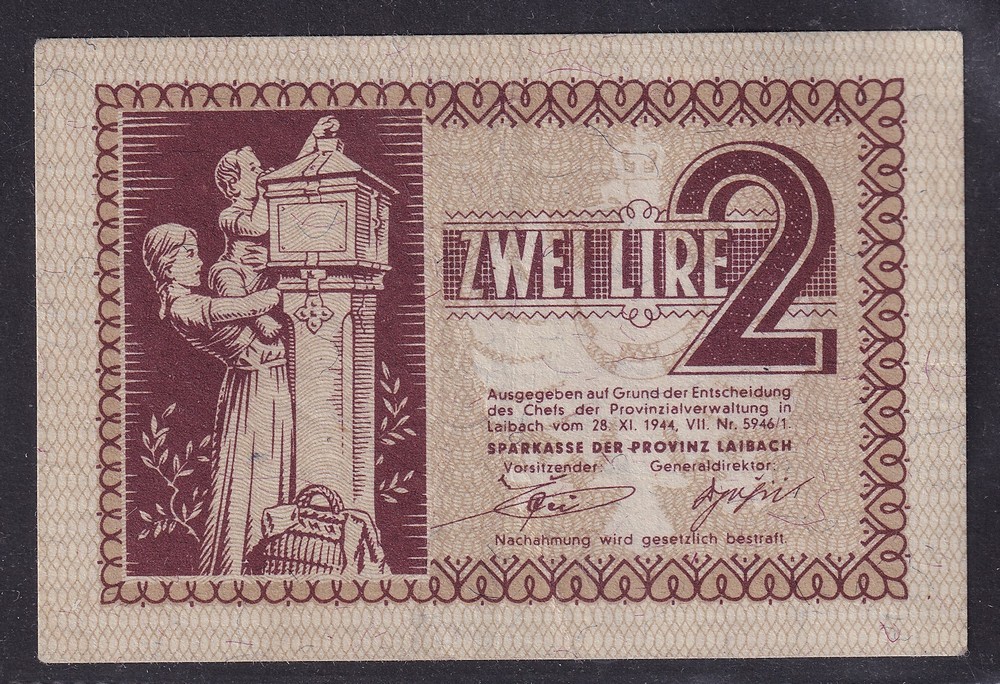 ZWEI LIRE
2
Ausgegeben auf Grund der Entscheidung
des Chefs der Provinzialverwaltung in
Laibach vom 28. XI. 1944, VII. Nr. 5946/1.
SPARKASSE DER PROVINZ LAIBACH
Vorsitzender: Generaldirektor:
Nachahmung wird gesetzlich bestraft.